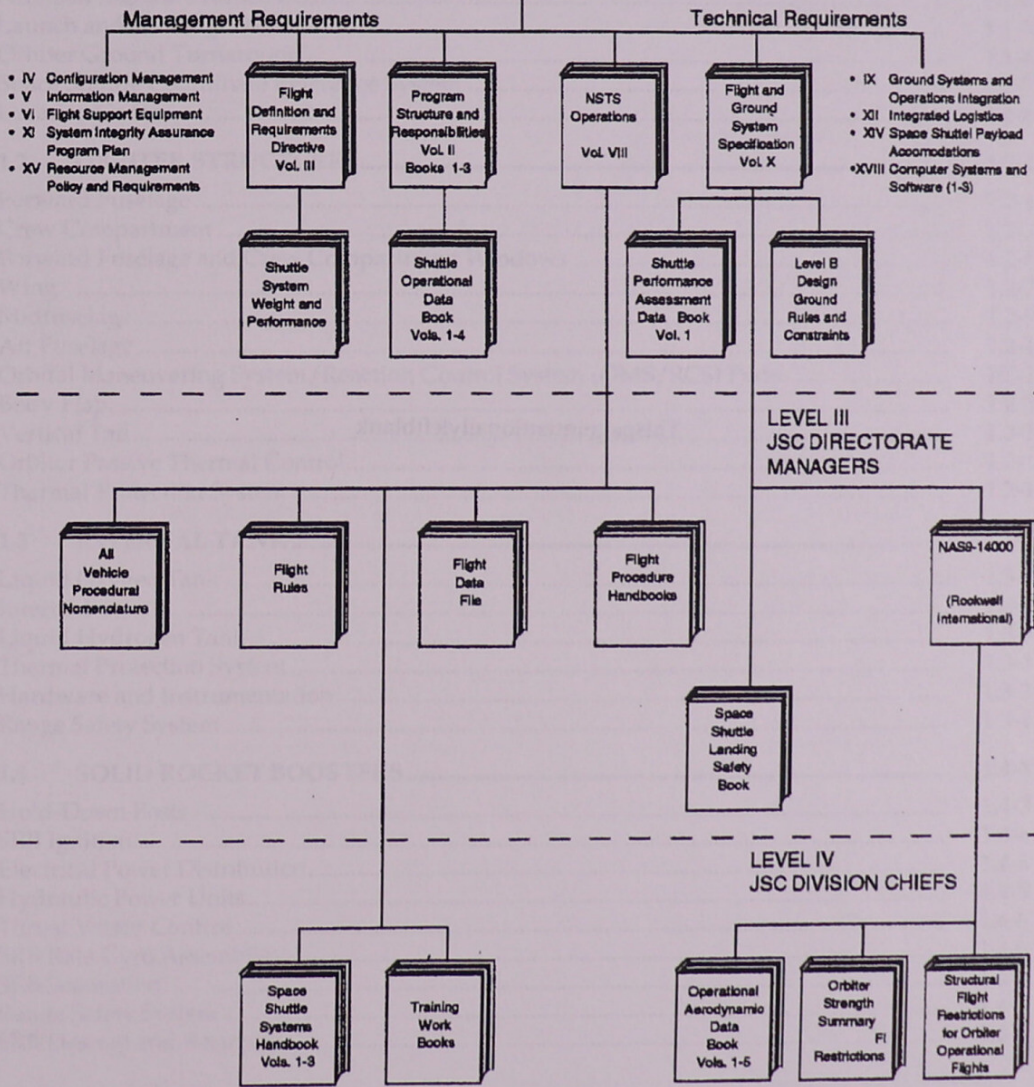 Management Requirements
Technical Requirements
• IV Configuration Management
• V Information Management
• VI Flight Support Equipment
• XI System Integrity Assurance
Program Plan
• XV Resource Management
Policy and Requirements
Flight
Definition and
Requirements
Directive
Vol. III
Program
Structure and
Responsibilities
Vol. II
Books 1-3
NSTS
Operations
Vol. VIII
Flight and
Ground
System
Specification
Vol. X
• IX Ground Systems and
Operations Integration
• XII Integrated Logistics
• XIV Space Shuttel Payload
Accomodations
•XVIII Computer Systems and
Software (1-3)
Shuttle
System
Weight and
Performance
Shuttle
Operational
Data
Book
Vols. 1-4
Shuttle
Performance
Assessment
Data Book
Vol. 1
Level B
Design
Ground
Rules and
Constraints
LEVEL III
JSC DIRECTORATE
MANAGERS
All
Vehicle
Procedural
Nomenclature
Flight
Rules
Flight
Data
File
Flight
Procedure
Handbooks
NAS9-14000
(Rockwell
International)
Space
Shuttle
Landing
Safety
Book
LEVEL IV
JSC DIVISION CHIEFS
Space
Shuttle
Systems
Handbook
Vols. 1-3
Training
Work
Books
Operational
Aerodynamic
Data
Book
Vols. 1-5
Orbiter
Strength
Summary
Fl
Restrictions
Structural
Flight
Restrictions
for Orbiter
Operational
Flights